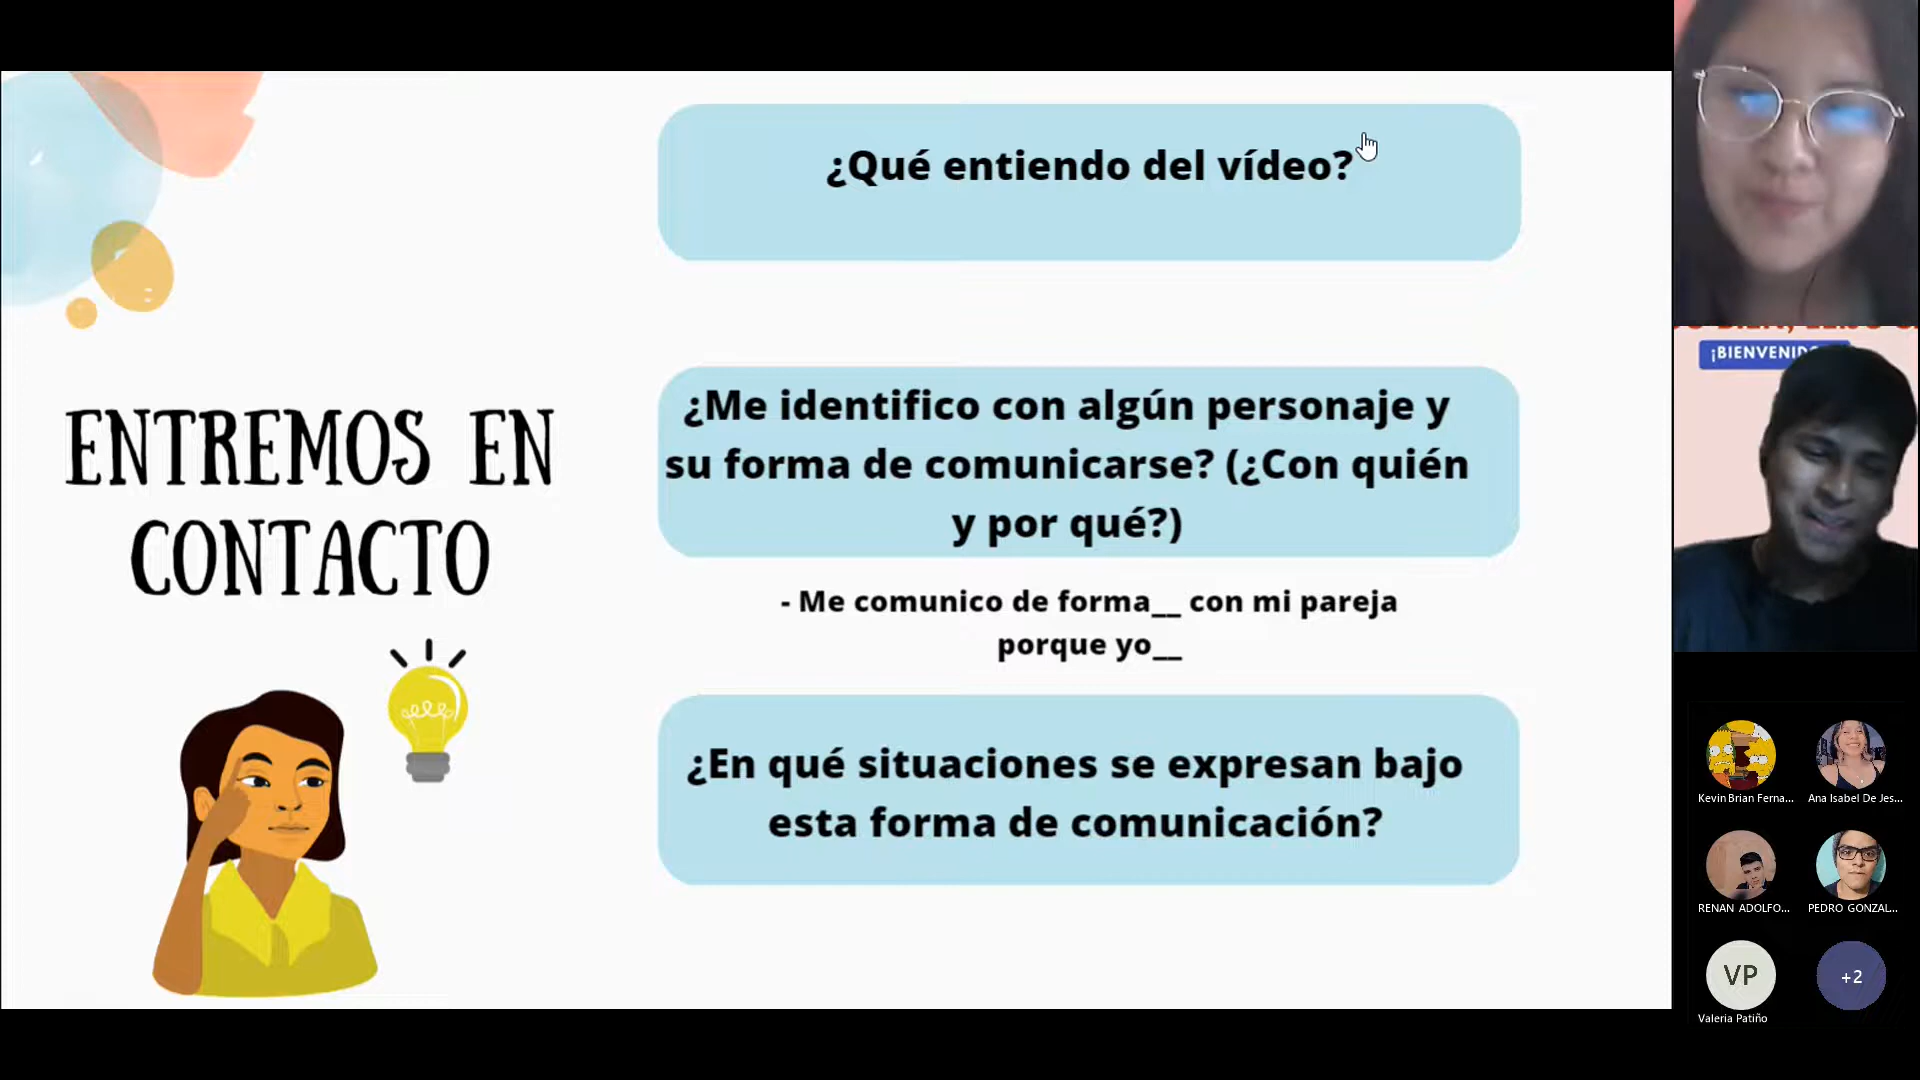 ¿Qué entiendo del vídeo?
ENTREMOS EN
CONTACTO
¿Me identifico con algún personaje y
su forma de comunicarse? (¿Con quién
y por qué?)
- Me comunico de forma__ con mi pareja
porque yo__
¿En qué situaciones se expresan bajo
esta forma de comunicación?
¡BIENVENID
Kevin Brian Ferna...
Ana Isabel De Jes...
RENAN ADOLFO...
PEDRO GONZAL...
VP
+2
Valeria Patiño